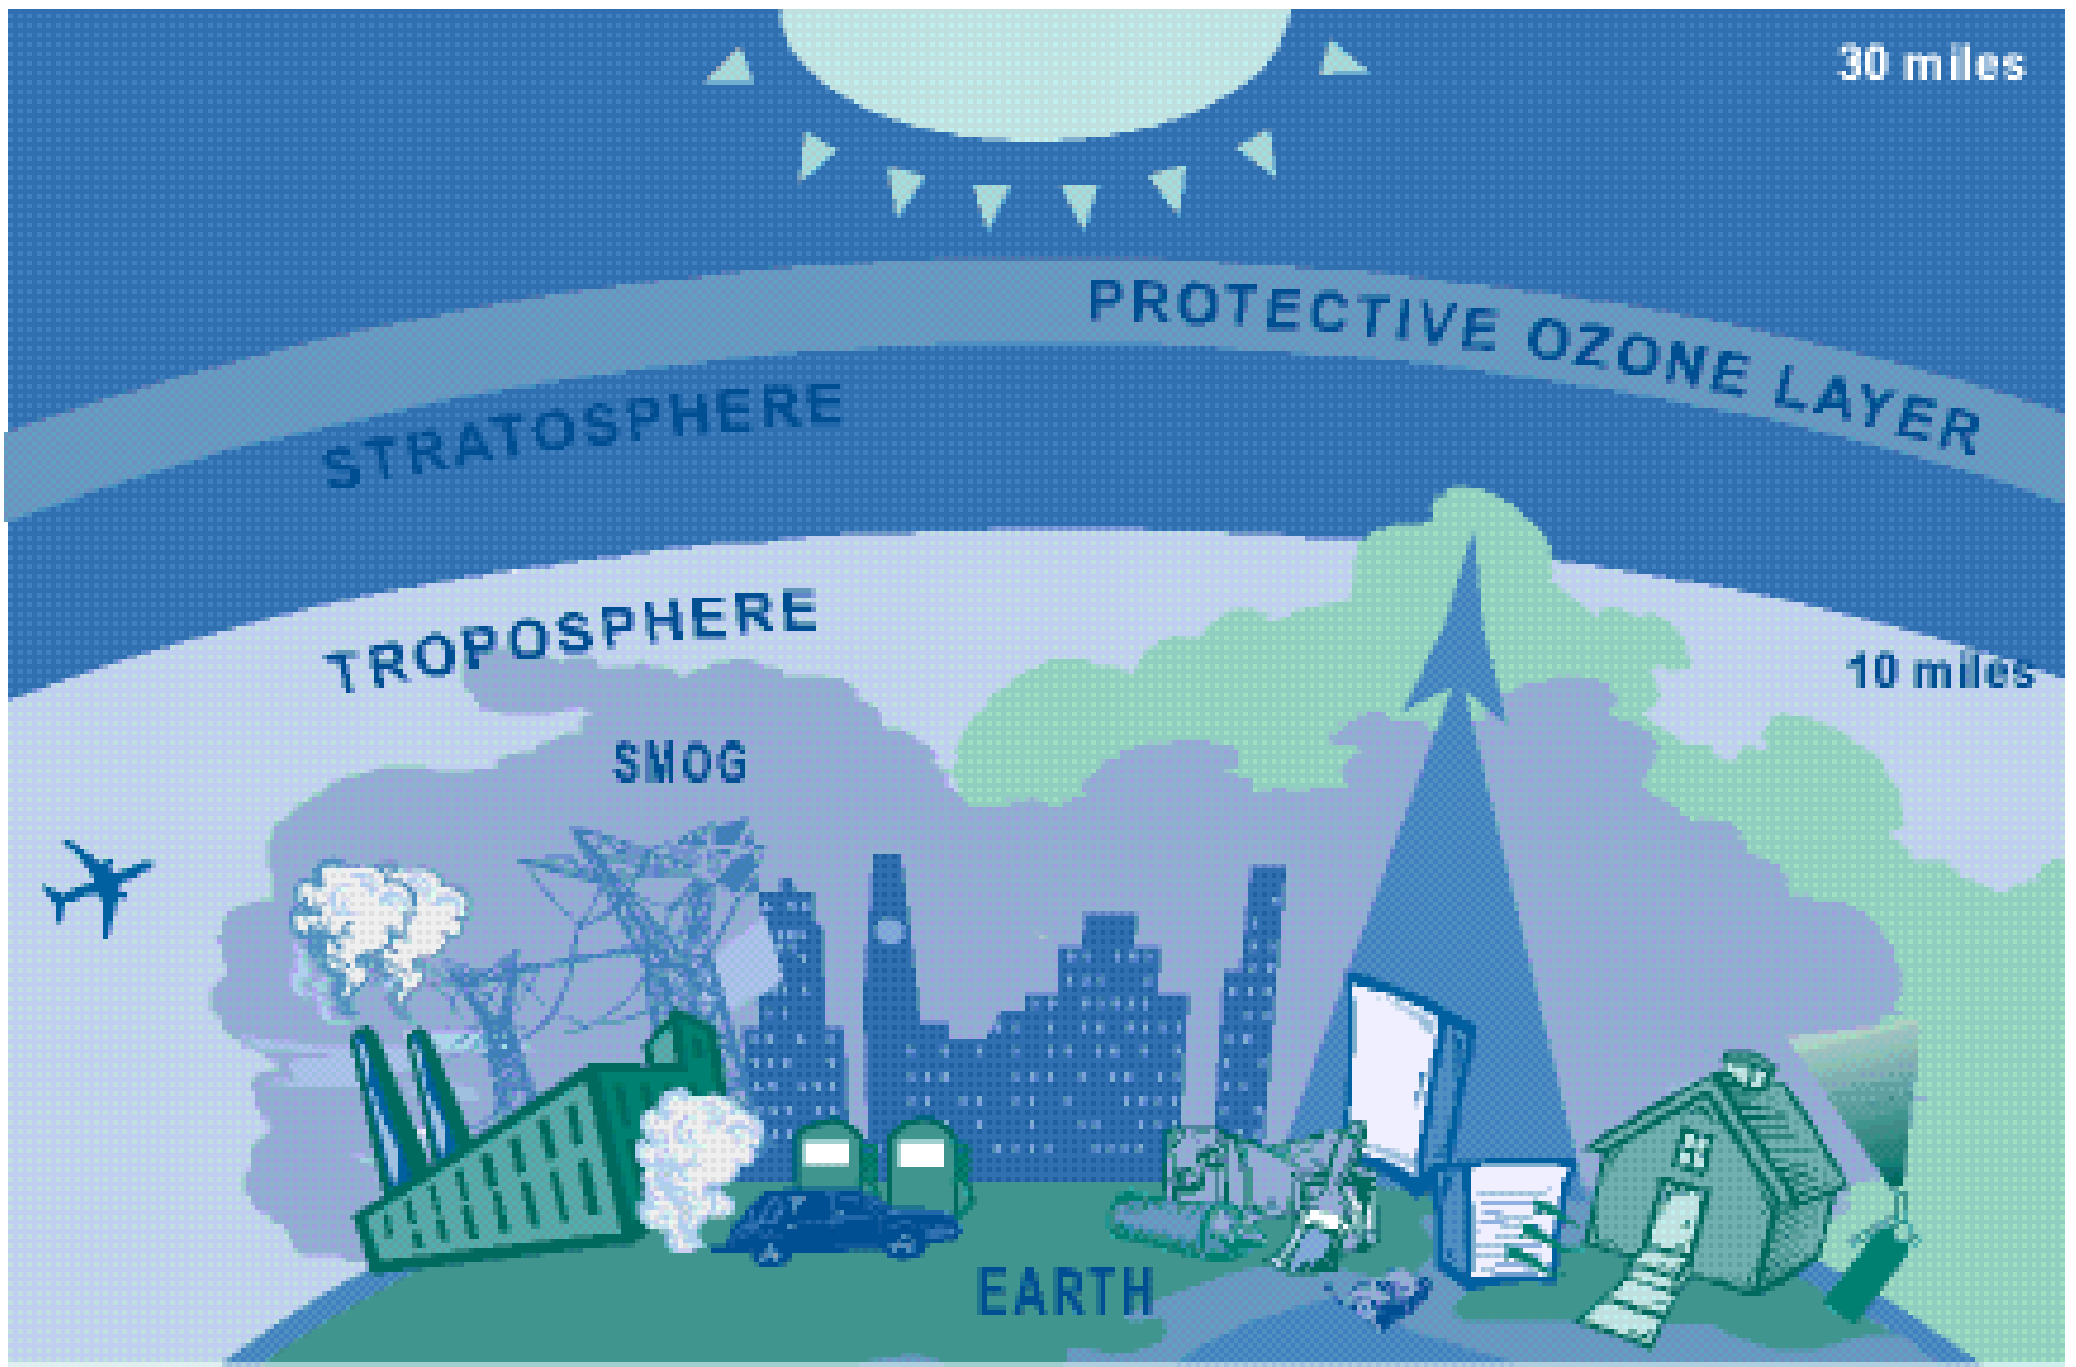 30 miles
PROTECTIVE OZONE LAYER
STRATOSPHERE
TROPOSPHERE
10 miles
SMOG
EARTH